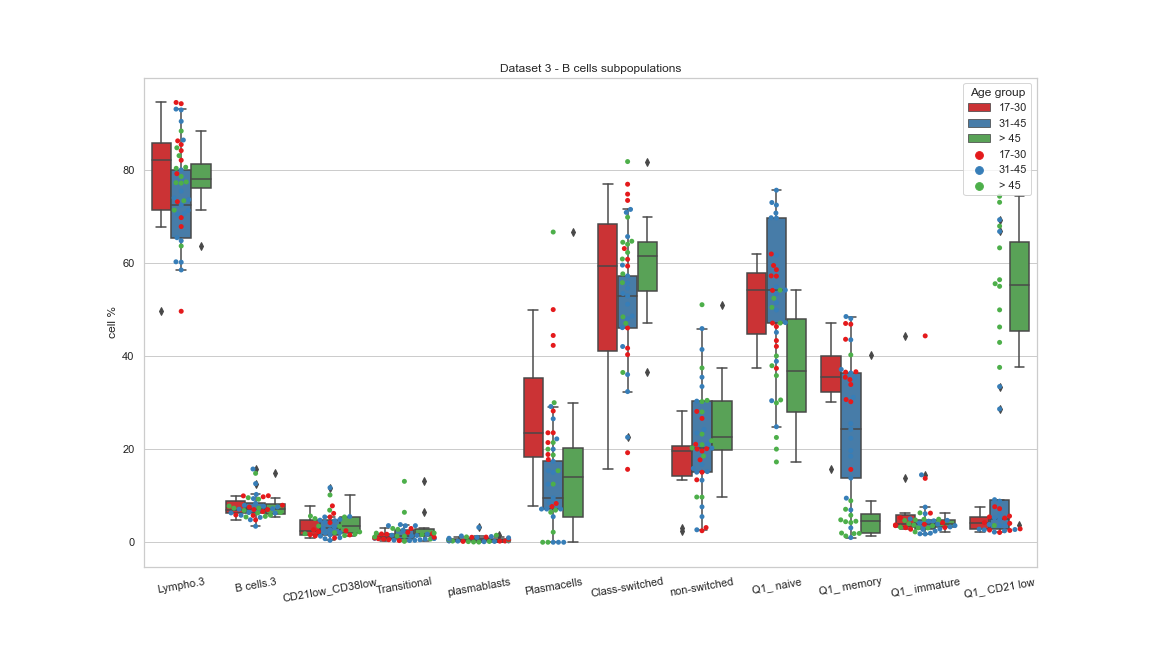 Dataset 3 - B cells subpopulations
Age group
17-30
31-45
> 45
17-30
31-45
> 45
cell %
80
60
40
20
0
Lympho.3
B cells.3
CD21low_CD38low
Transitional
plasmablasts
Plasmacells
Class-switched
non-switched
Q1_ naive
Q1_ memory
Q1_ immature
Q1_ CD21 low